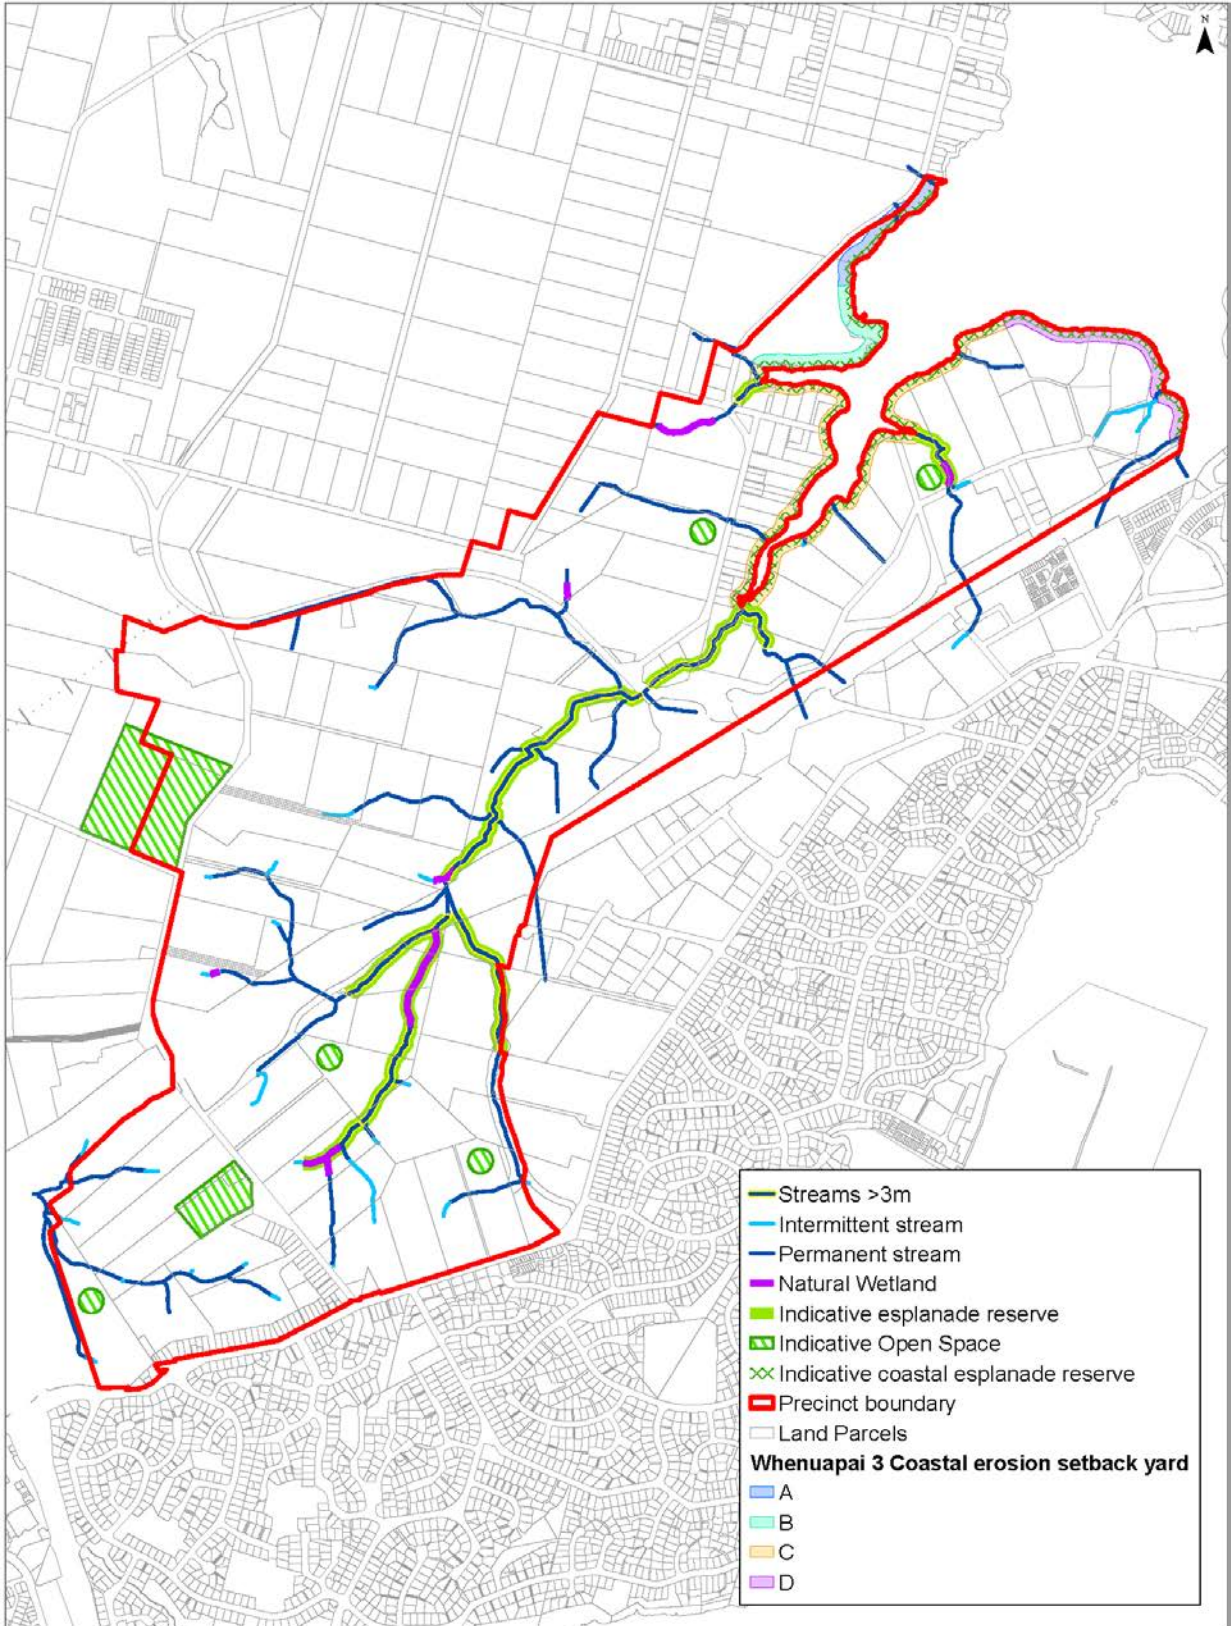 N
Streams >3m
Intermittent stream
Permanent stream
Natural Wetland
Indicative esplanade reserve
Indicative Open Space
Indicative coastal esplanade reserve
Precinct boundary
Land Parcels
Whenuapai 3 Coastal erosion setback yard
A
B
C
D